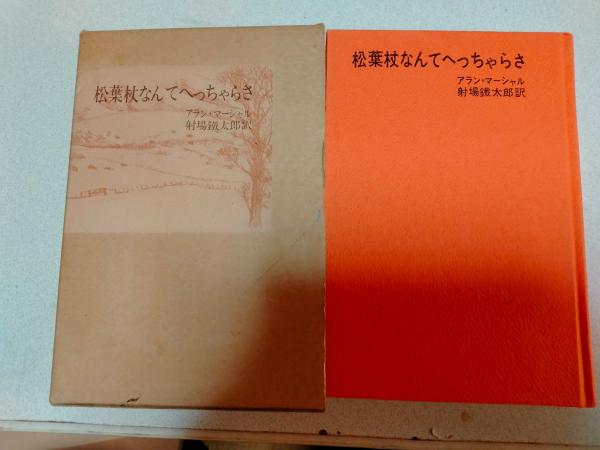 松葉杖なんてへっちゃらさ
アラン・マーシャル
射場鐵太郎訳
松葉杖なんてへっちゃらさ
アラン・マーシャル
射場鐵太郎訳